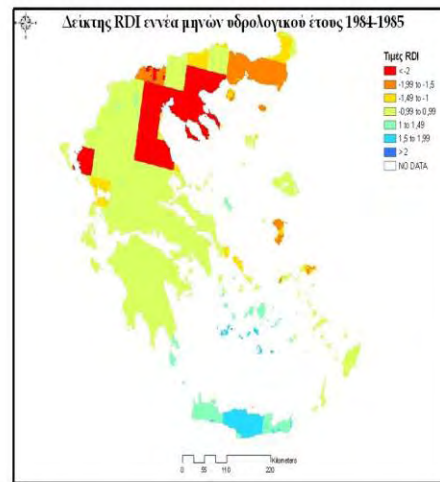 Δείκτης RDI εννέα μηνών υδρολογικού έτους 1984-1985
Τιμές RDI
<-2
-1,99 to -1,5
-1,49 to -1
-0,99 to 0,99
1 to 1,49
1,5 to 1,99
>2
NO DATA
Kilometers
0 55 110 220